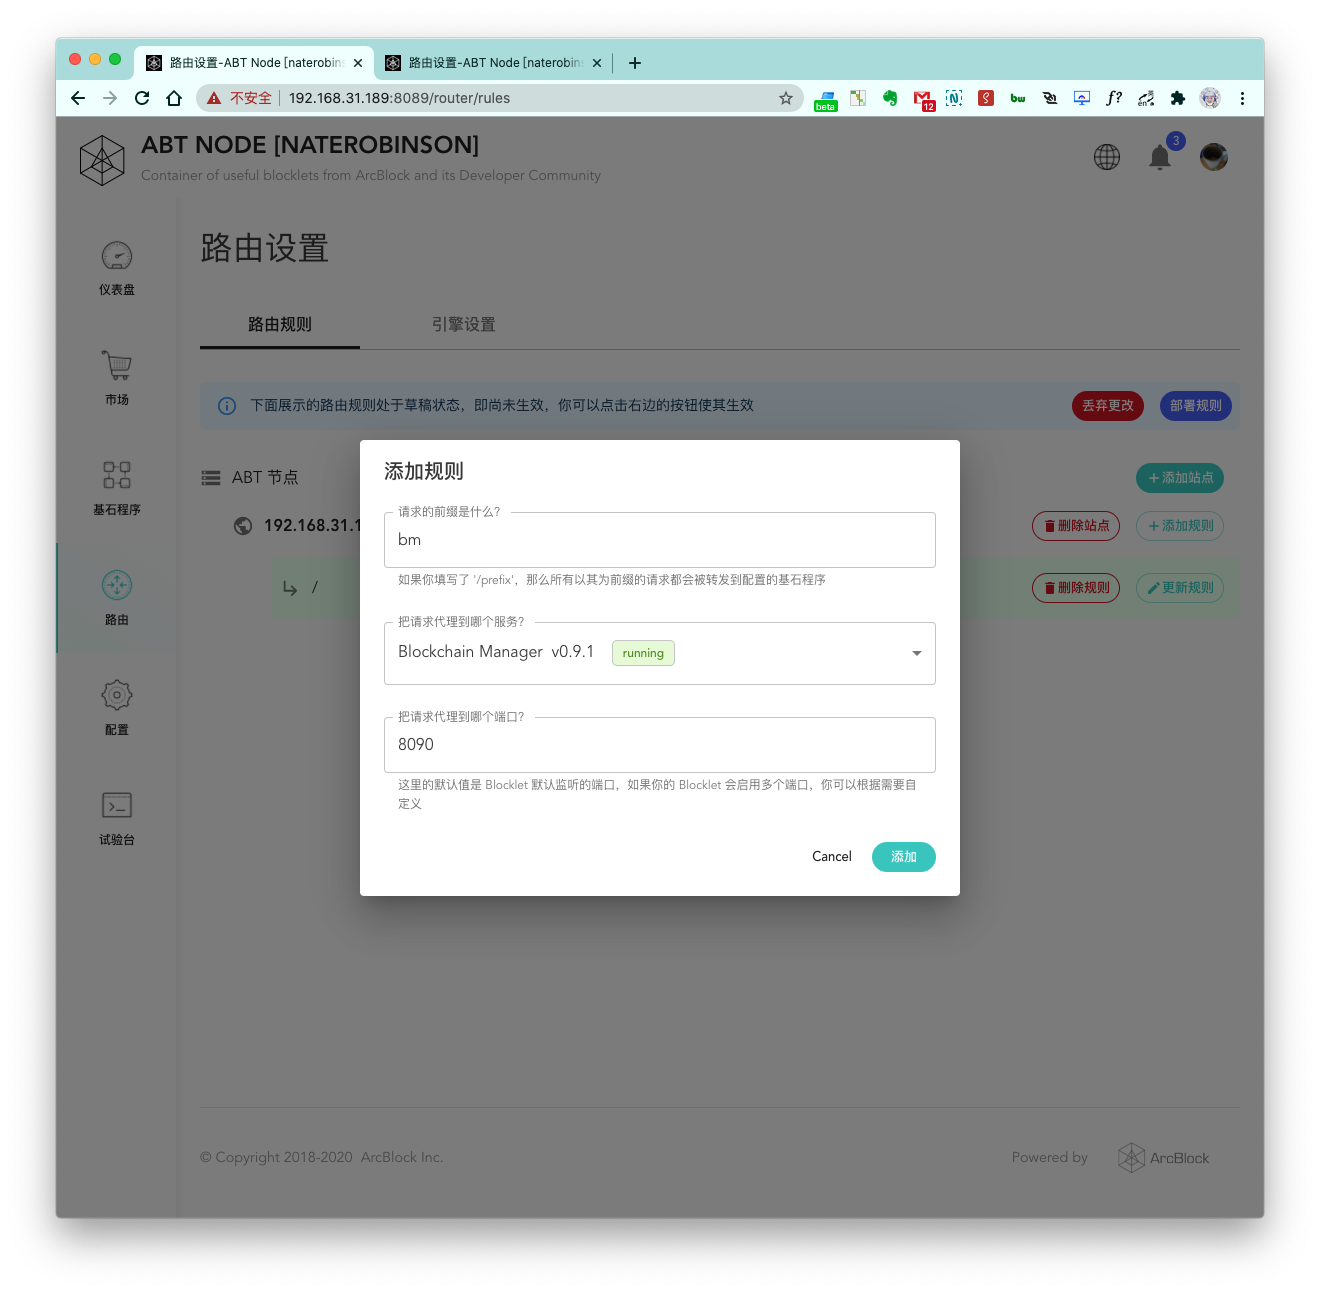 路由设置-ABT Node [naterobins
路由设置-ABT Node [naterobins
不安全
192.168.31.189:8089/router/rules
beta
12
bw
f?
en
英
ABT NODE [NATEROBINSON]
3
Container of useful blocklets from ArcBlock and its Developer Community
仪表盘
市场
基石程序
路由
配置
试验台
路由设置
路由规则
引擎设置
下面展示的路由规则处于草稿状态，即尚未生效，你可以点击右边的按钮使其生效
丢弃更改
部署规则
ABT 节点
+添加站点
192.168.31.1
删除站点
+添加规则
/
删除规则
更新规则
添加规则
请求的前缀是什么？
bm
如果你填写了 '/prefix'，那么所有以其为前缀的请求都会被转发到配置的基石程序
把请求代理到哪个服务？
Blockchain Manager v0.9.1 running
把请求代理到哪个端口？
8090
这里的默认值是 Blocklet 默认监听的端口，如果你的 Blocklet 会启用多个端口，你可以根据需要自
定义
Cancel
添加
© Copyright 2018-2020 ArcBlock Inc.
Powered by
ArcBlock